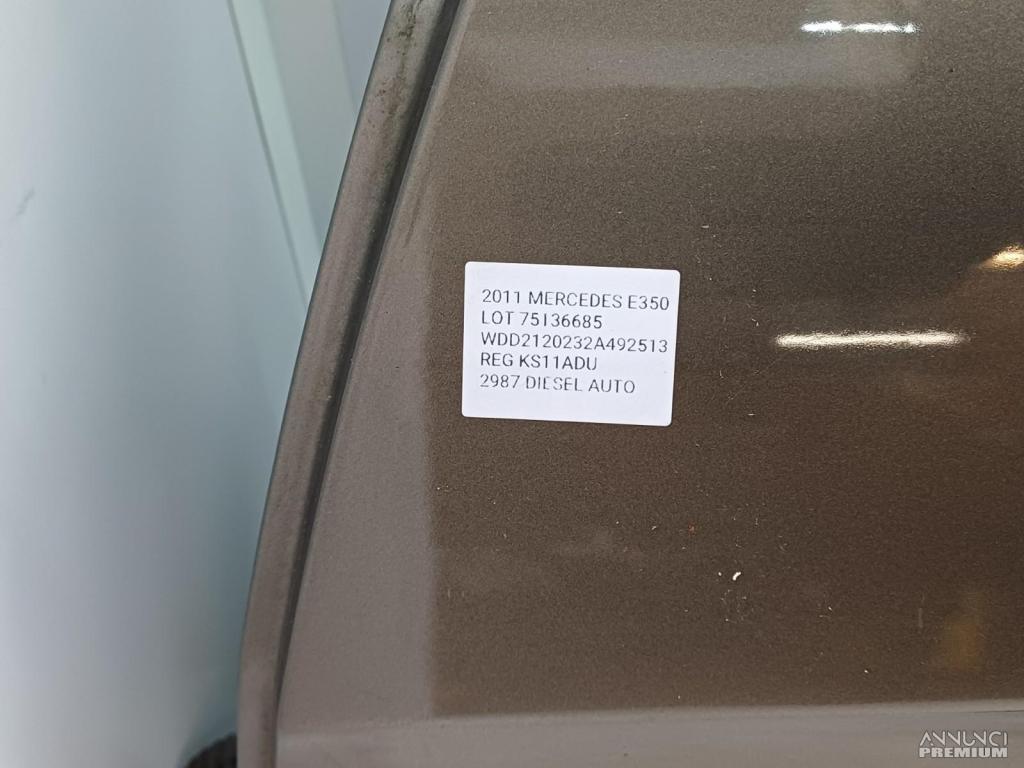 2011 MERCEDES E350
LOT 75136685
WDD2120232A492513
REG KS11ADU
2987 DIESEL AUTO
ANNUNCI
PREMIUM